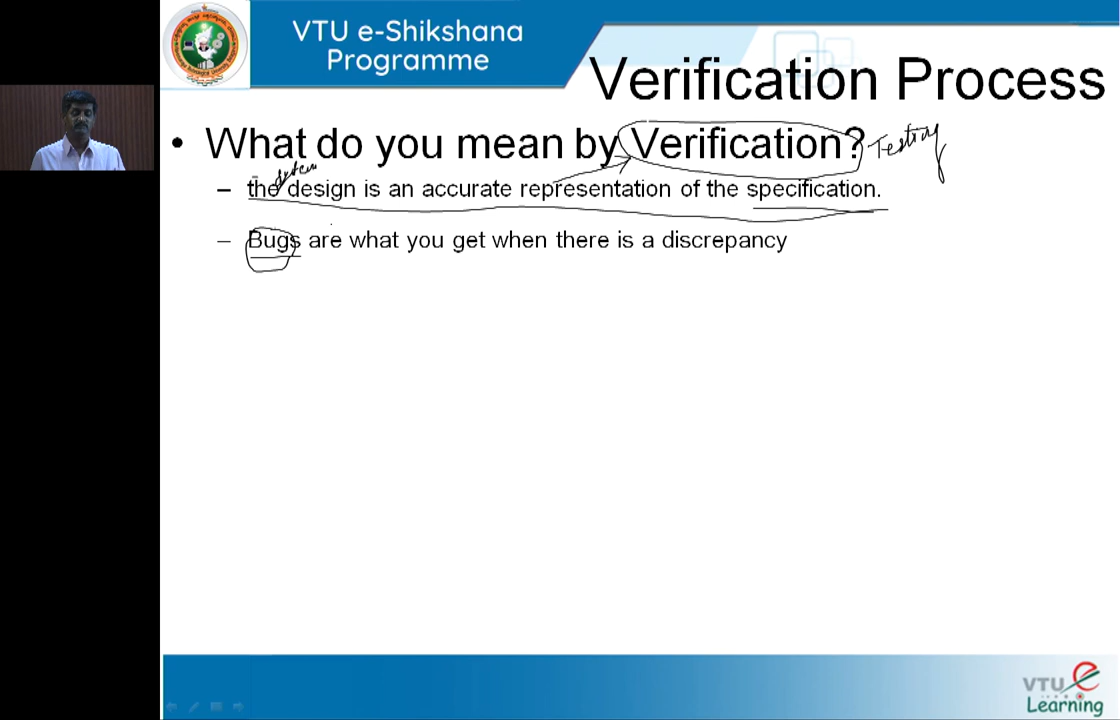 VTU e-Shikshana
Programme
Verification Process
• What do you mean by Verification? Testing
– the design is an accurate representation of the specification.
– Bugs are what you get when there is a discrepancy
VTU e
Learning